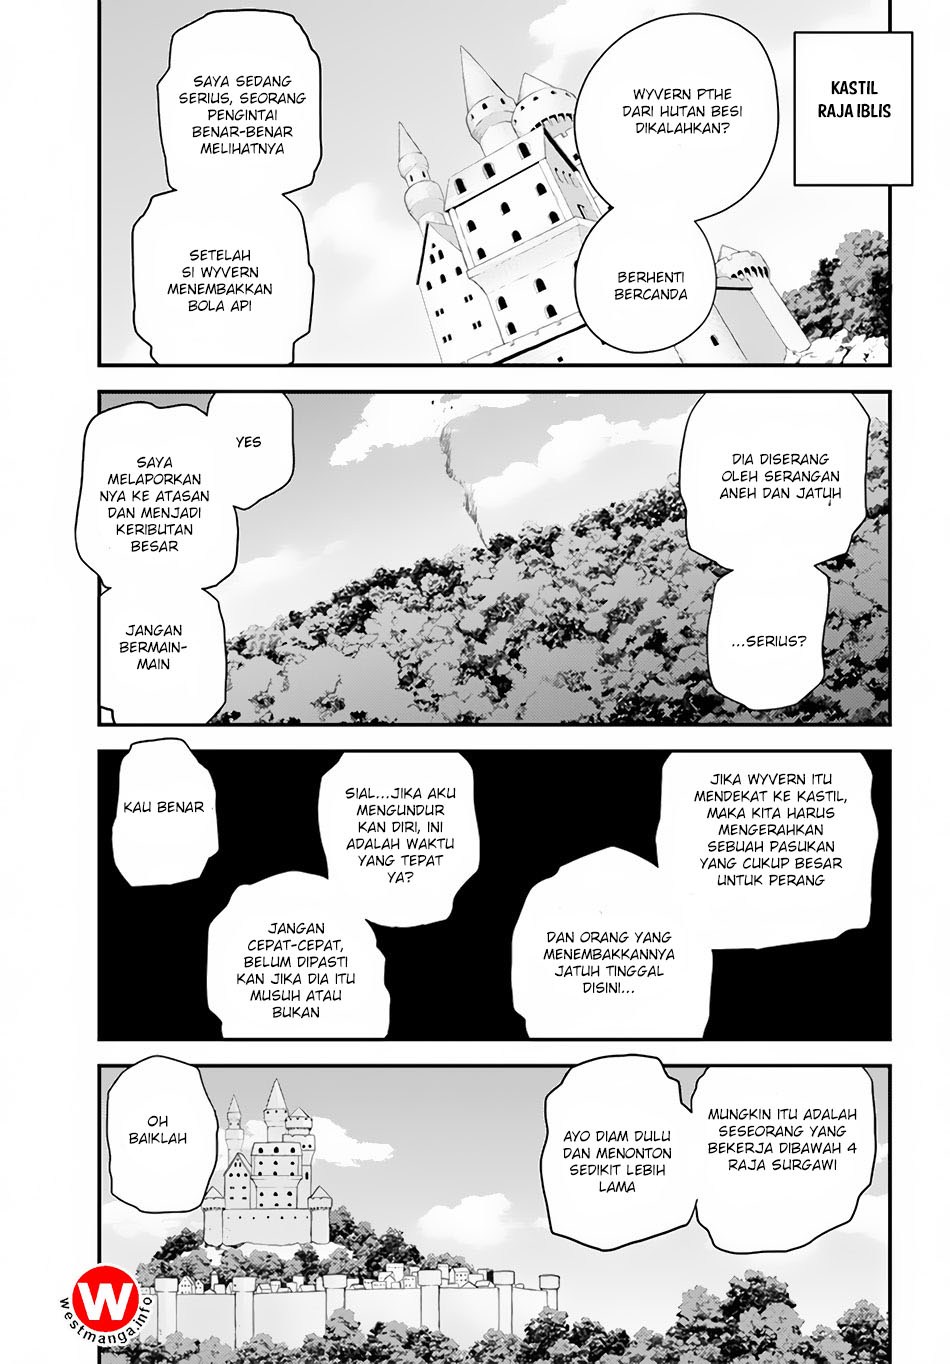 KASTIL
RAJA IBLIS
WYVERN PTHE
DARI HUTAN BESI
DIKALAHKAN?
BERHENTI
BERCANDA
SAYA SEDANG
SERIUS, SEORANG
PENGINTAI
BENAR-BENAR
MELIHATNYA
SETELAH
SI WYVERN
MENEMBAKKAN
BOLA API
DIA DISERANG
OLEH SERANGAN
ANEH DAN JATUH
...SERIUS?
YES
SAYA
MELAPORKAN
NYA KE ATASAN
DAN MENJADI
KERIBUTAN
BESAR
JANGAN
BERMAIN-
MAIN
JIKA WYVERN ITU
MENDEKAT KE KASTIL,
MAKA KITA HARUS
MENGERAHKAN
SEBUAH PASUKAN
YANG CUKUP BESAR
UNTUK PERANG
DAN ORANG YANG
MENEMBAKKANNYA
JATUH TINGGAL
DISINI...
SIAL...JIKA AKU
MENGUNDUR
KAN DIRI, INI
ADALAH WAKTU
YANG TEPAT
YA?
JANGAN
CEPAT-CEPAT,
BELUM DIPASTI
KAN JIKA DIA ITU
MUSUH ATAU
BUKAN
KAU BENAR
MUNGKIN ITU ADALAH
SESEORANG YANG
BEKERJA DIBAWAH 4
RAJA SURGAWI
AYO DIAM DULU
DAN MENONTON
SEDIKIT LEBIH
LAMA
OH
BAIKLAH
W
westmanga.info